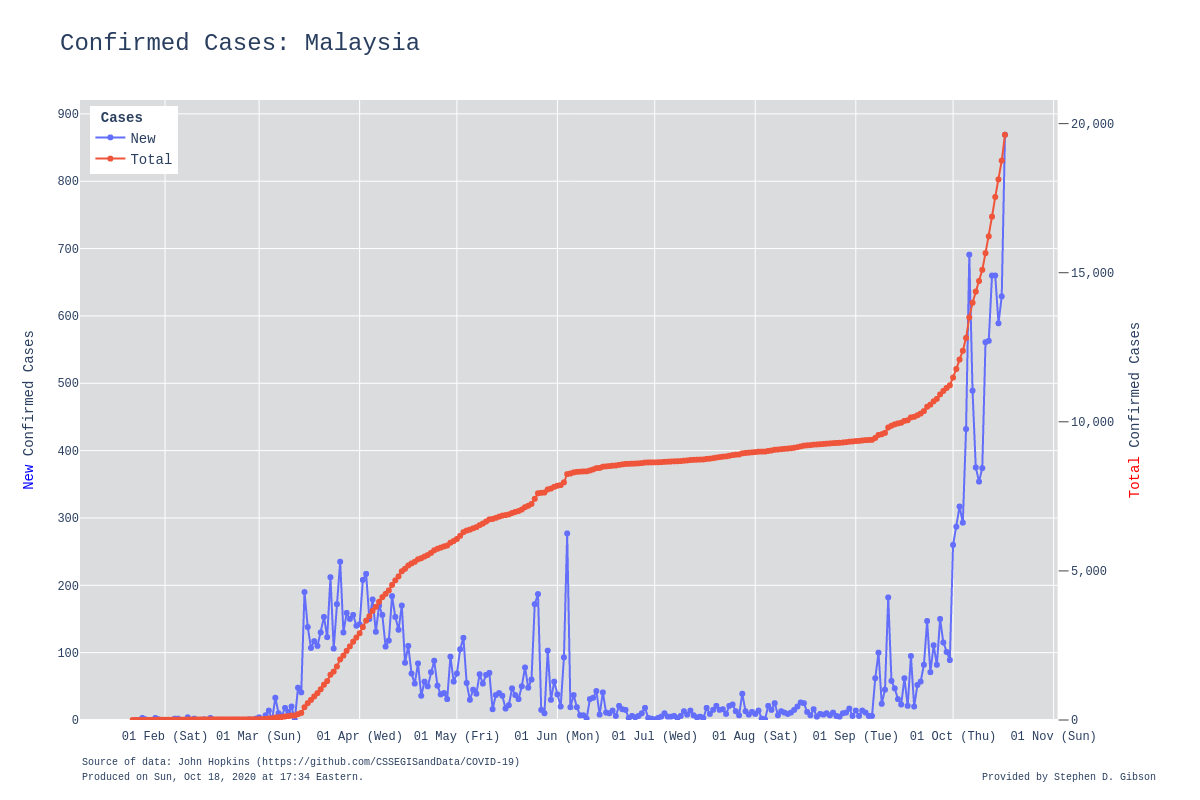 Confirmed Cases: Malaysia
Cases
New
Total
900
800
700
600
500
400
300
200
100
0
20,000
15,000
10,000
5,000
0
New Confirmed Cases
Total Confirmed Cases
01 Feb (Sat) 01 Mar (Sun) 01 Apr (Wed) 01 May (Fri) 01 Jun (Mon) 01 Jul (Wed) 01 Aug (Sat) 01 Sep (Tue) 01 Oct (Thu) 01 Nov (Sun)
Source of data: John Hopkins (https://github.com/CSSEGISandData/COVID-19)
Produced on Sun, Oct 18, 2020 at 17:34 Eastern.
Provided by Stephen D. Gibson